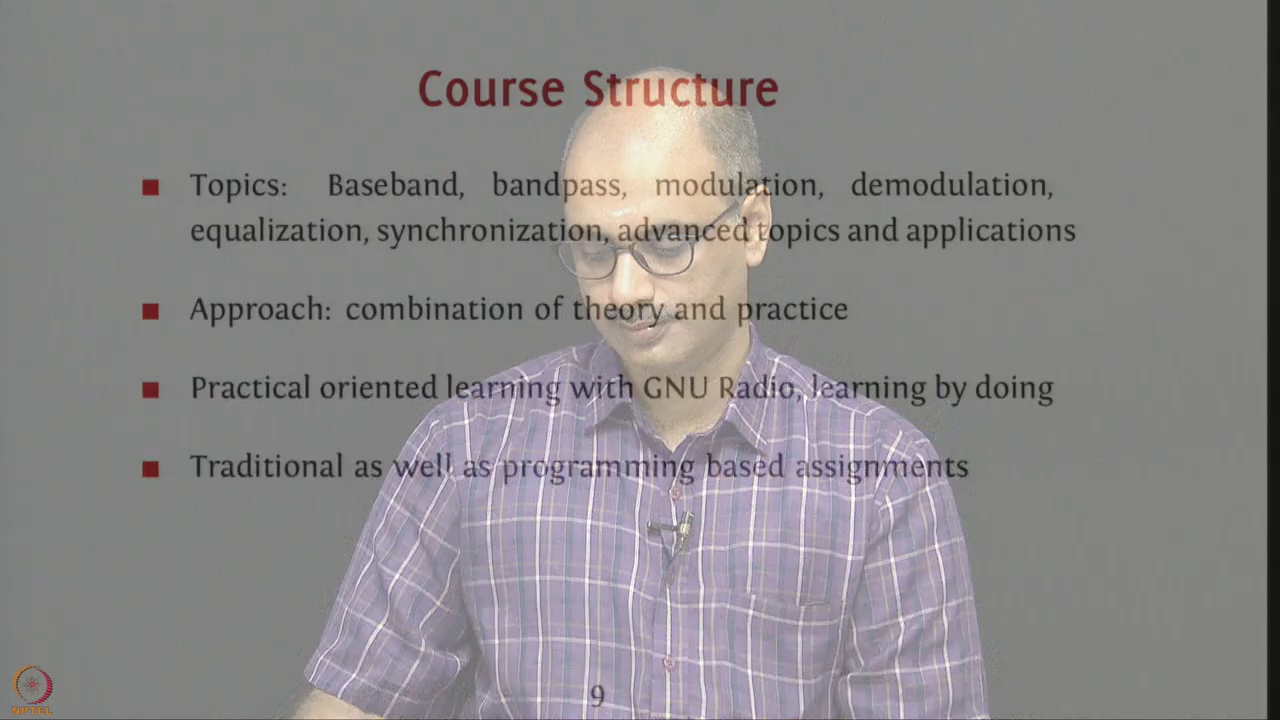 Course Structure
Topics: Baseband, bandpass, modulation, demodulation,
equalization, synchronization, advanced topics and applications
Approach: combination of theory and practice
Practical oriented learning with GNU Radio, learning by doing
Traditional as well as programming based assignments
9
NPTEL